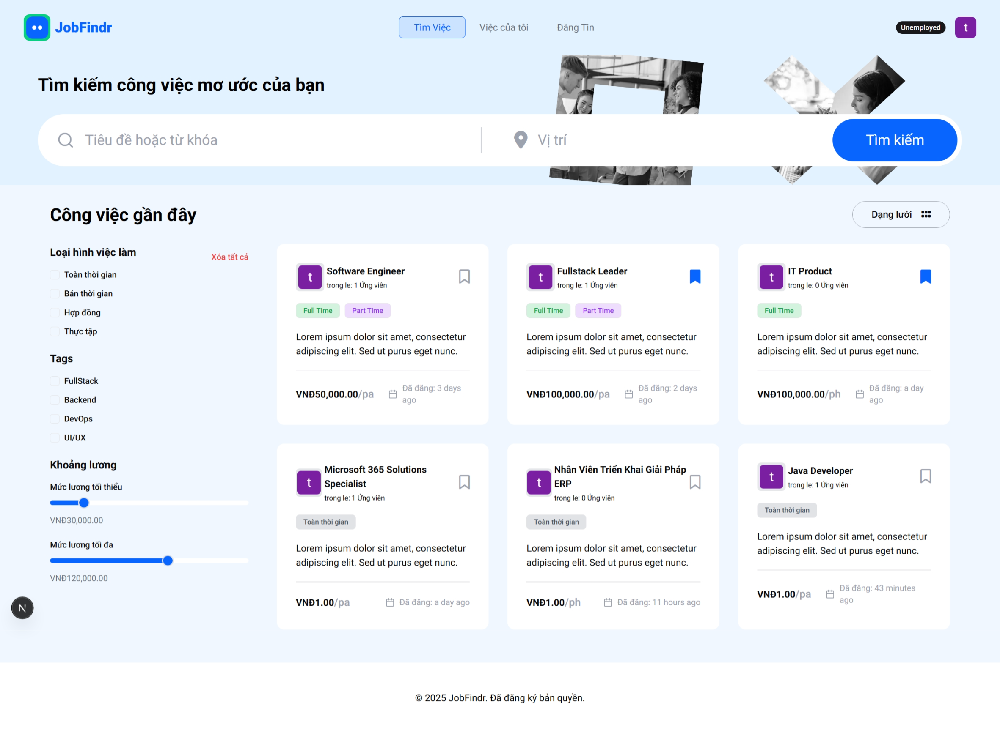 JobFindr
Tìm Việc
Việc của tôi
Đăng Tin
Unemployed
t
Tìm kiếm công việc mơ ước của bạn
Tiêu đề hoặc từ khóa
Vị trí
Tìm kiếm
Công việc gần đây
Dạng lưới
Loại hình việc làm
Xóa tất cả
Toàn thời gian
Bán thời gian
Hợp đồng
Thực tập
Tags
FullStack
Backend
DevOps
UI/UX
Khoảng lương
Mức lương tối thiểu
VNĐ30,000.00
Mức lương tối đa
VNĐ120,000.00
N
t
Software Engineer
trong le: 1 Ứng viên
Full Time
Part Time
Lorem ipsum dolor sit amet, consectetur
adipiscing elit. Sed ut purus eget nunc.
VNĐ50,000.00/pa
Đã đăng: 3 days
ago
t
Fullstack Leader
trong le: 1 Ứng viên
Full Time
Part Time
Lorem ipsum dolor sit amet, consectetur
adipiscing elit. Sed ut purus eget nunc.
VNĐ100,000.00/pa
Đã đăng: 2 days
ago
t
IT Product
trong le: 0 Ứng viên
Full Time
Lorem ipsum dolor sit amet, consectetur
adipiscing elit. Sed ut purus eget nunc.
VNĐ100,000.00/ph
Đã đăng: a day
ago
t
Microsoft 365 Solutions
Specialist
trong le: 1 Ứng viên
Toàn thời gian
Lorem ipsum dolor sit amet, consectetur
adipiscing elit. Sed ut purus eget nunc.
VNĐ1.00/pa
Đã đăng: a day ago
t
Nhân Viên Triển Khai Giải Pháp
ERP
trong le: 0 Ứng viên
Toàn thời gian
Lorem ipsum dolor sit amet, consectetur
adipiscing elit. Sed ut purus eget nunc.
VNĐ1.00/ph
Đã đăng: 11 hours ago
t
Java Developer
trong le: 1 Ứng viên
Toàn thời gian
Lorem ipsum dolor sit amet, consectetur
adipiscing elit. Sed ut purus eget nunc.
VNĐ1.00/pa
Đã đăng: 43 minutes
ago
© 2025 JobFindr. Đã đăng ký bản quyền.